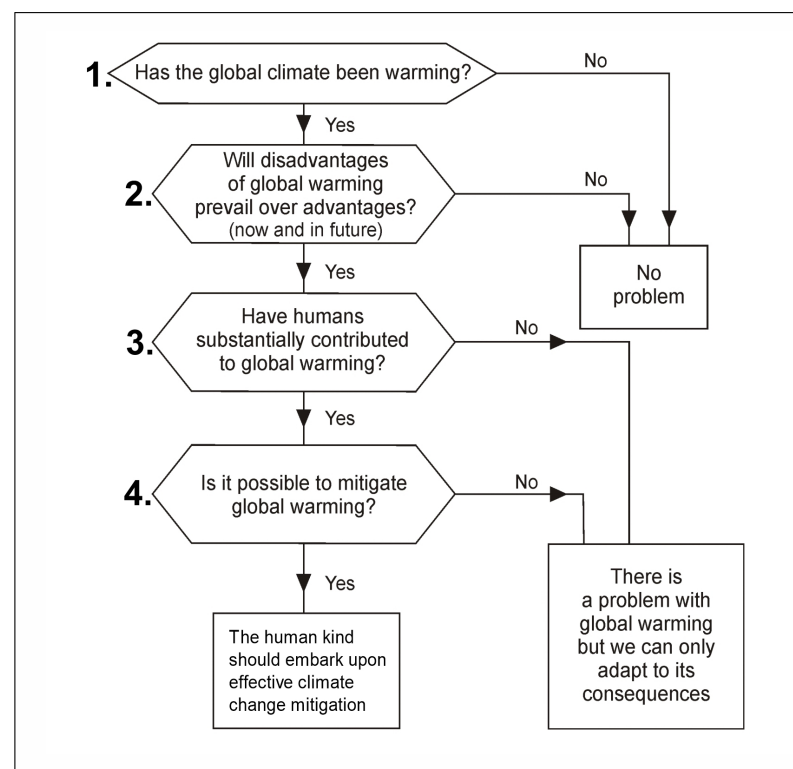 1.
Has the global climate been warming?
No
Yes
2.
Will disadvantages
of global warming
prevail over advantages?
(now and in future)
No
Yes
No
problem
3.
Have humans
substantially contributed
to global warming?
No
Yes
4.
Is it possible to mitigate
global warming?
No
Yes
The human kind
should embark upon
effective climate
change mitigation
There is
a problem with
global warming
but we can only
adapt to its
consequences